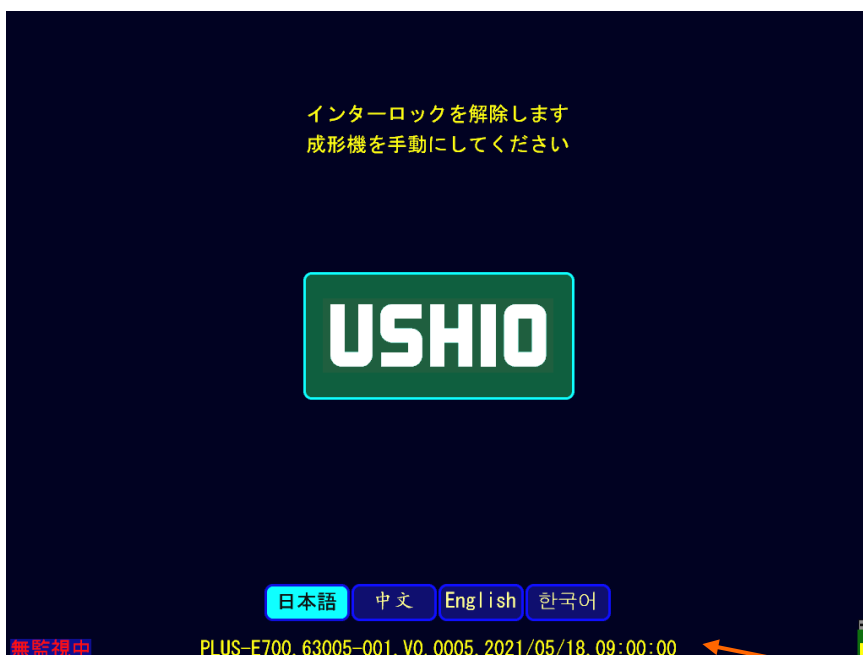 インターロックを解除します
成形機を手動にしてください
USHIO
日本語 中文 English 한국어
無監視中 PLUS-E700.63005-001.V0.0005.2021/05/18.09:00:00